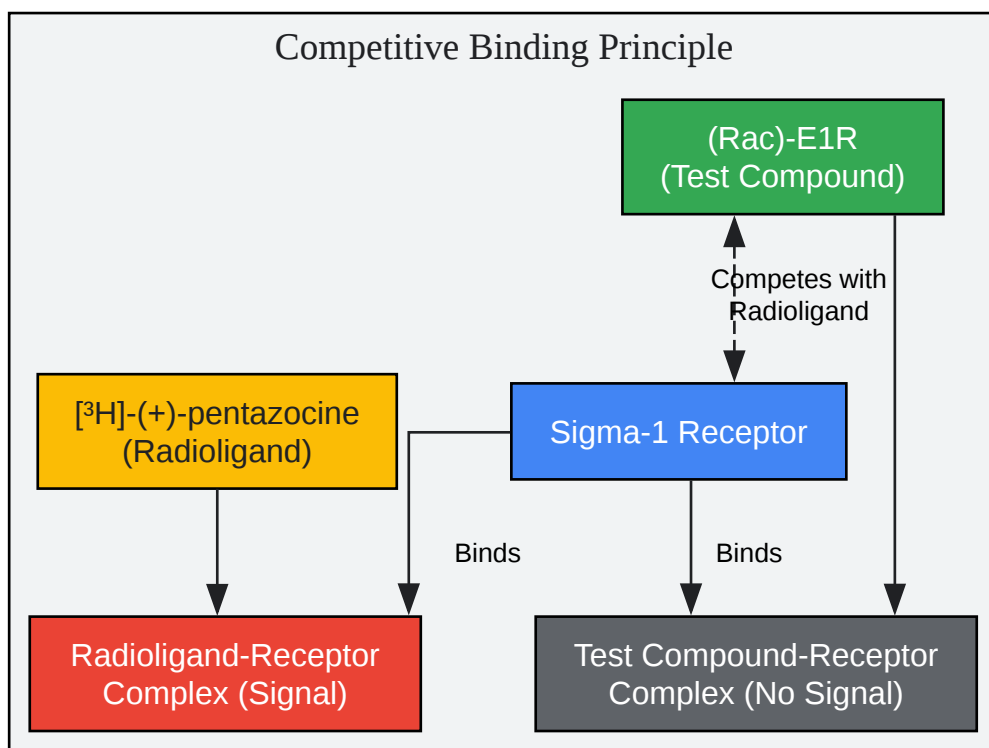 Competitive Binding Principle
(Rac)-E1R
(Test Compound)
Competes with
Radioligand
[³H]-(+)-pentazocine
(Radioligand)
Sigma-1 Receptor
Binds
Binds
Radioligand-Receptor
Complex (Signal)
Test Compound-Receptor
Complex (No Signal)